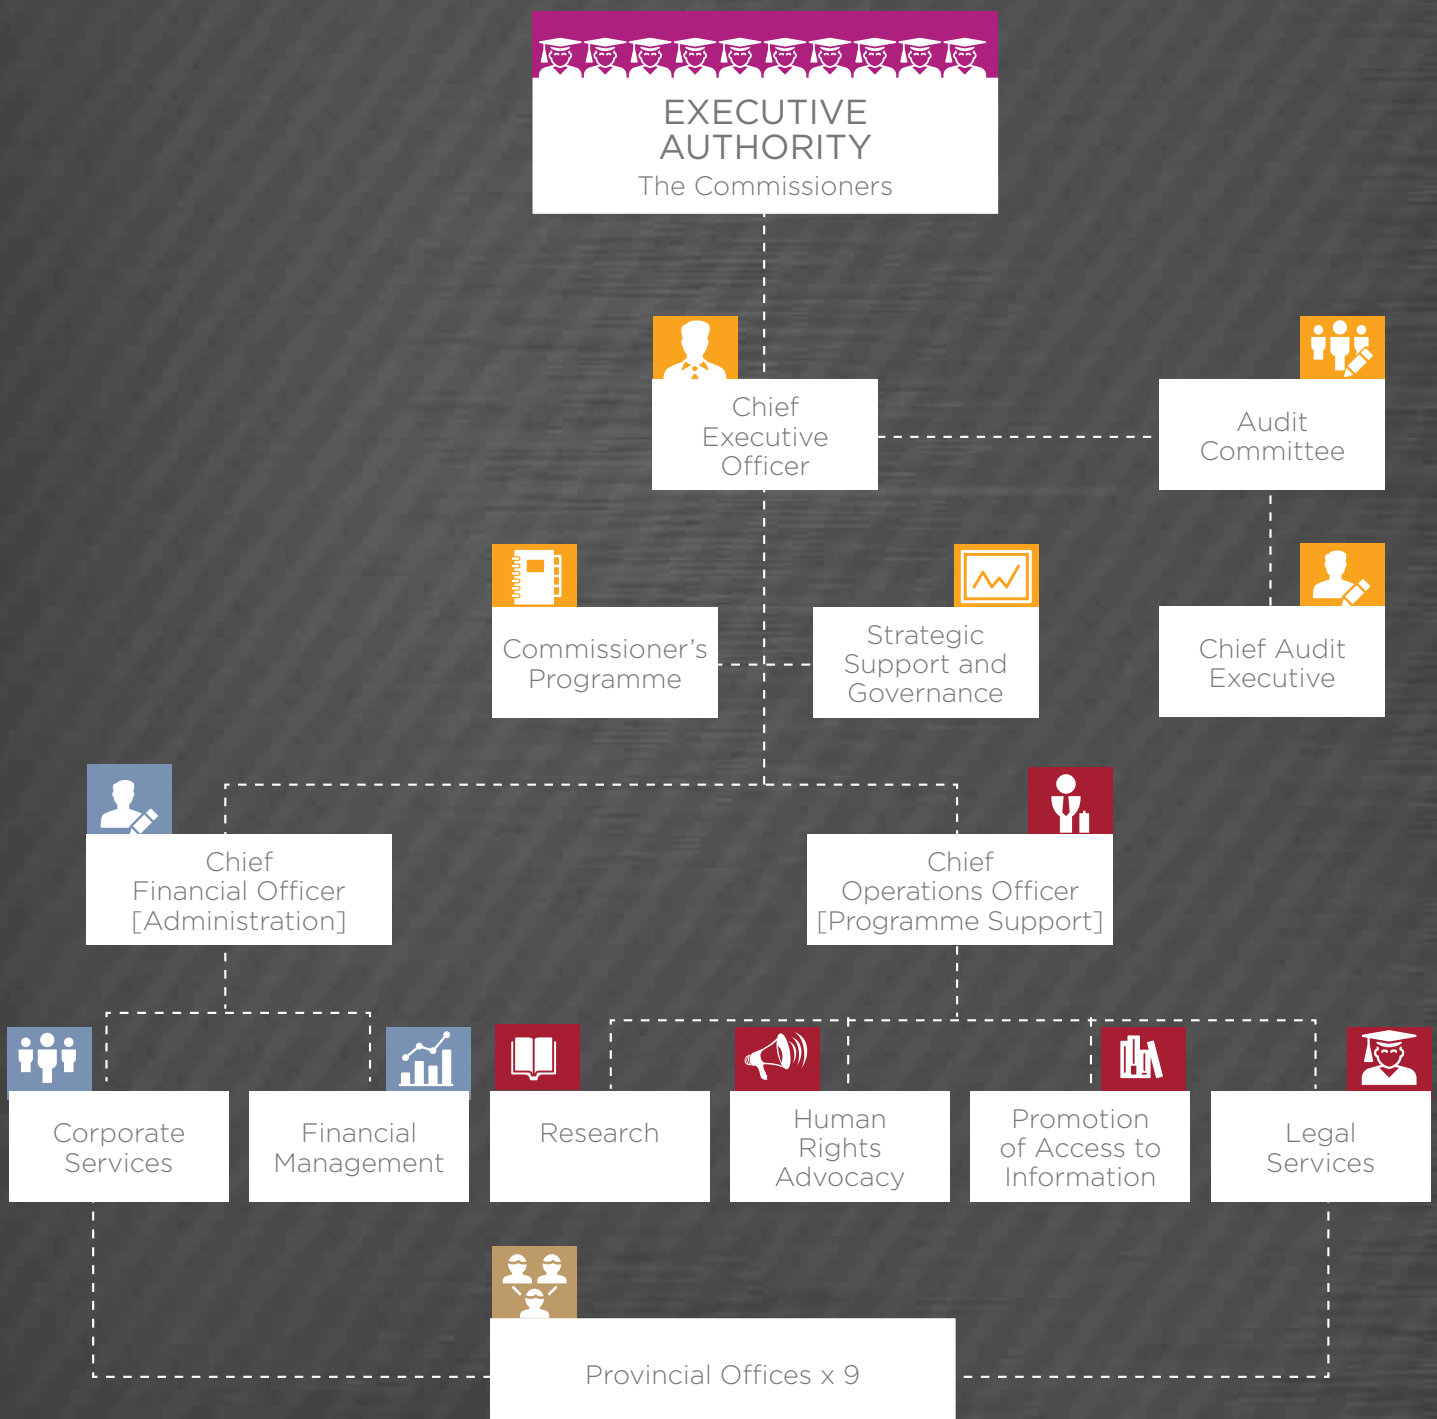 EXECUTIVE
AUTHORITY
The Commissioners
Chief
Executive
Officer
Audit
Committee
Commissioner’s
Programme
Strategic
Support and
Governance
Chief Audit
Executive
Chief
Financial Officer
[Administration]
Chief
Operations Officer
[Programme Support]
Corporate
Services
Financial
Management
Research
Human
Rights
Advocacy
Promotion
of Access to
Information
Legal
Services
Provincial Offices x 9